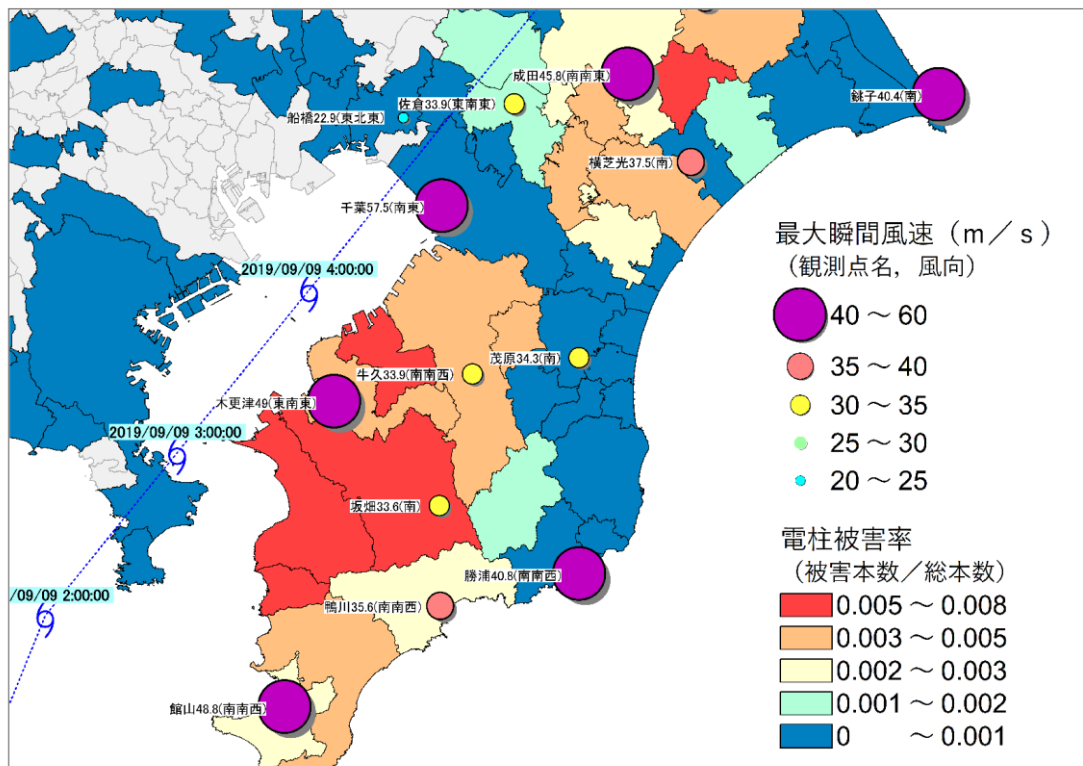 成田45.8(南南東)
銚子40.4(南)
佐倉33.9(東南東)
船橋22.9(東北東)
横芝光37.5(南)
千葉57.5(南東)
2019/09/09 4:00:00
茂原34.3(南)
牛久33.9(南南西)
木更津49(東南東)
2019/09/09 3:00:00
坂畑33.6(南)
勝浦40.8(南南西)
/09/09 2:00:00
鴨川35.6(南南西)
館山48.8(南南西)
最大瞬間風速（m／s）
（観測点名，風向）
40～60
35～40
30～35
25～30
20～25
電柱被害率
（被害本数／総本数）
0.005～0.008
0.003～0.005
0.002～0.003
0.001～0.002
0 ～0.001